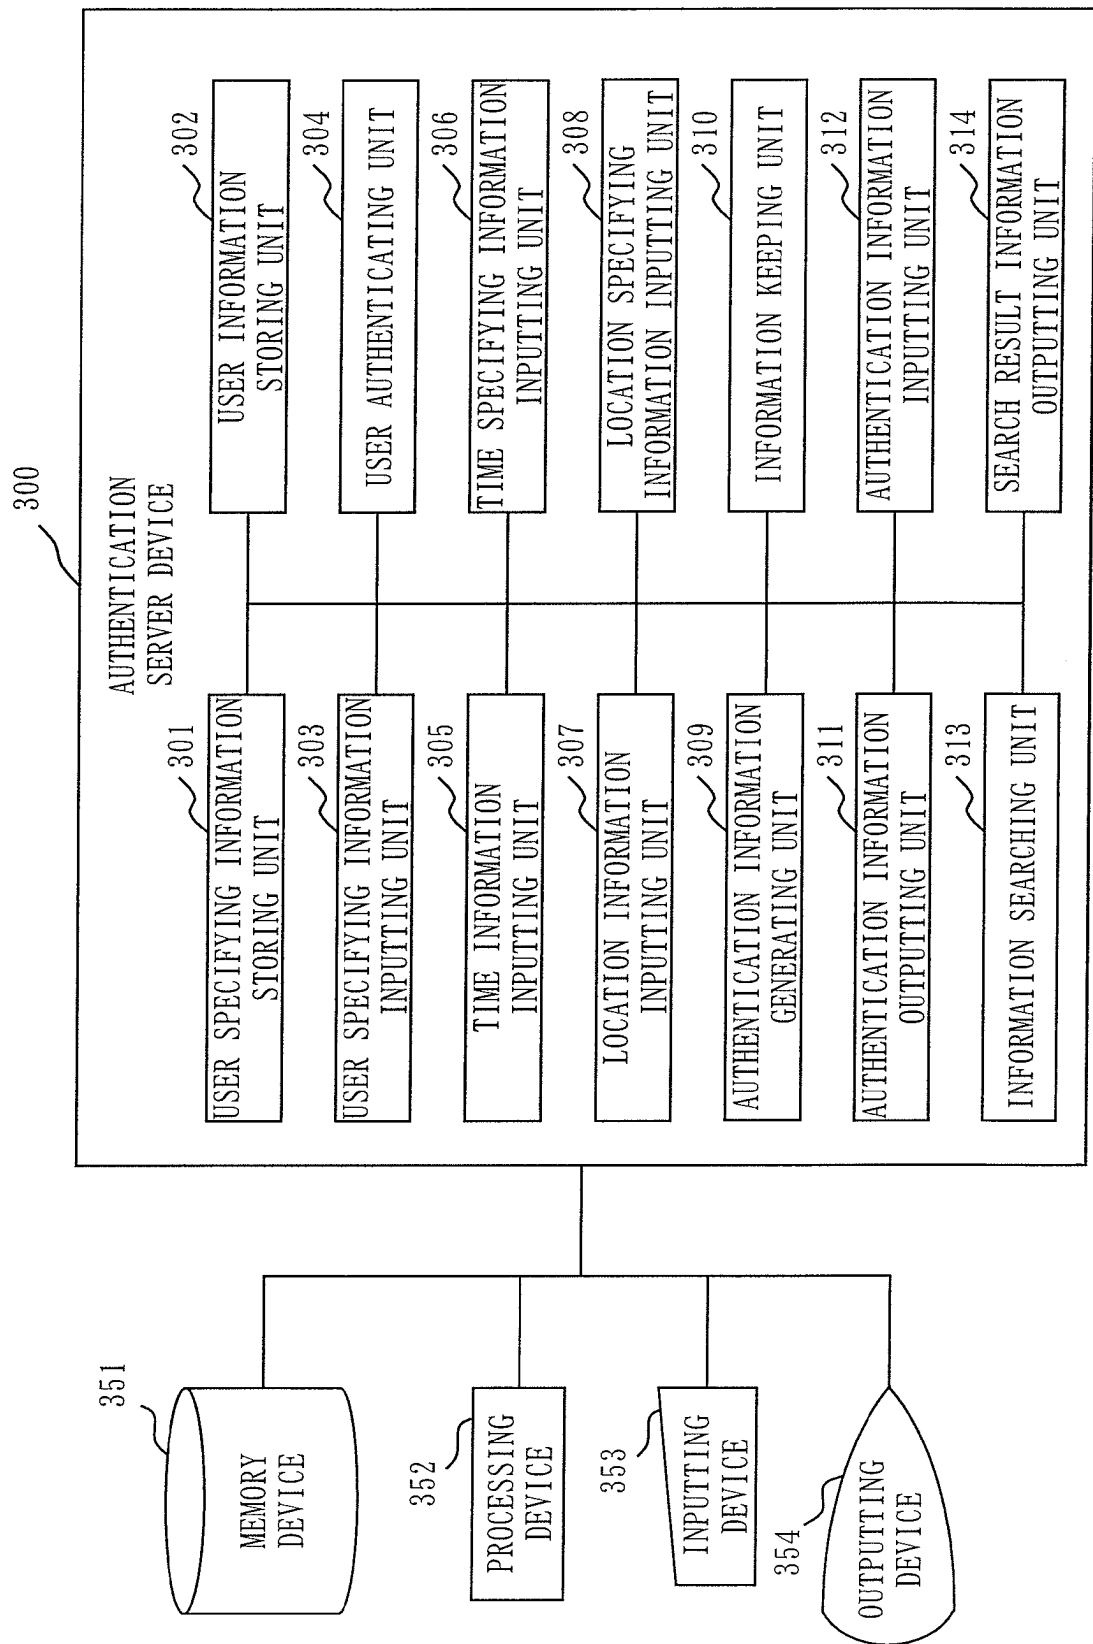 300
AUTHENTICATION
SERVER DEVICE
301
USER SPECIFYING INFORMATION
STORING UNIT
302
USER INFORMATION
STORING UNIT
303
USER SPECIFYING INFORMATION
INPUTTING UNIT
304
USER AUTHENTICATING UNIT
305
TIME INFORMATION
INPUTTING UNIT
306
TIME SPECIFYING INFORMATION
INPUTTING UNIT
307
LOCATION INFORMATION
INPUTTING UNIT
308
LOCATION SPECIFYING
INFORMATION INPUTTING UNIT
309
AUTHENTICATION INFORMATION
GENERATING UNIT
310
INFORMATION KEEPING UNIT
311
AUTHENTICATION INFORMATION
OUTPUTTING UNIT
312
AUTHENTICATION INFORMATION
INPUTTING UNIT
313
INFORMATION SEARCHING UNIT
314
SEARCH RESULT INFORMATION
OUTPUTTING UNIT
351
MEMORY
DEVICE
352
PROCESSING
DEVICE
353
INPUTTING
DEVICE
354
OUTPUTTING
DEVICE